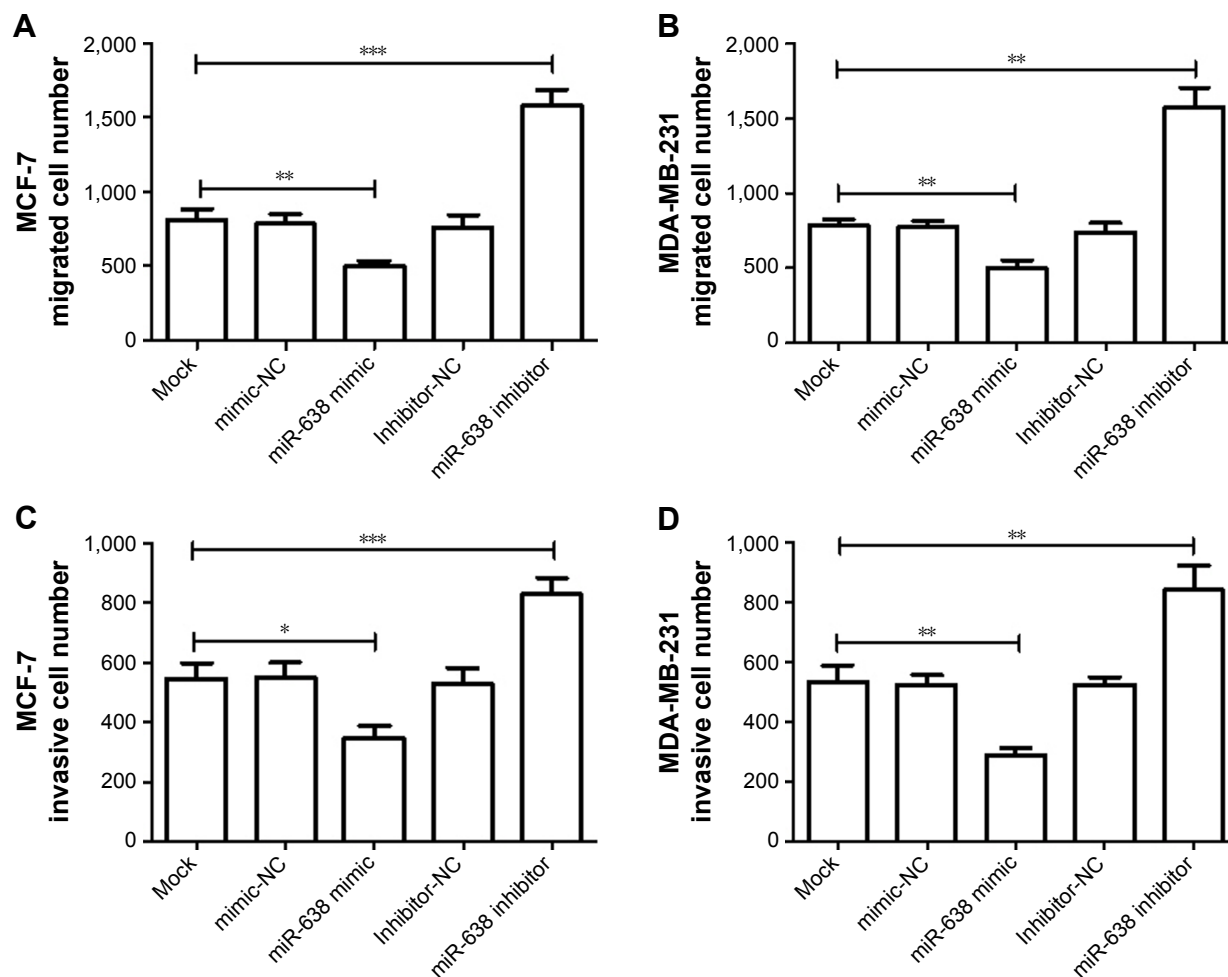 A
MCF-7
migrated cell number
2,000
1,500
1,000
500
0
***
**
Mock
mimic-NC
miR-638 mimic
Inhibitor-NC
miR-638 inhibitor
B
MDA-MB-231
migrated cell number
2,000
1,500
1,000
500
0
**
**
Mock
mimic-NC
miR-638 mimic
Inhibitor-NC
miR-638 inhibitor
C
MCF-7
invasive cell number
1,000
800
600
400
200
0
***
*
Mock
mimic-NC
miR-638 mimic
Inhibitor-NC
miR-638 inhibitor
D
MDA-MB-231
invasive cell number
1,000
800
600
400
200
0
**
**
Mock
mimic-NC
miR-638 mimic
Inhibitor-NC
miR-638 inhibitor